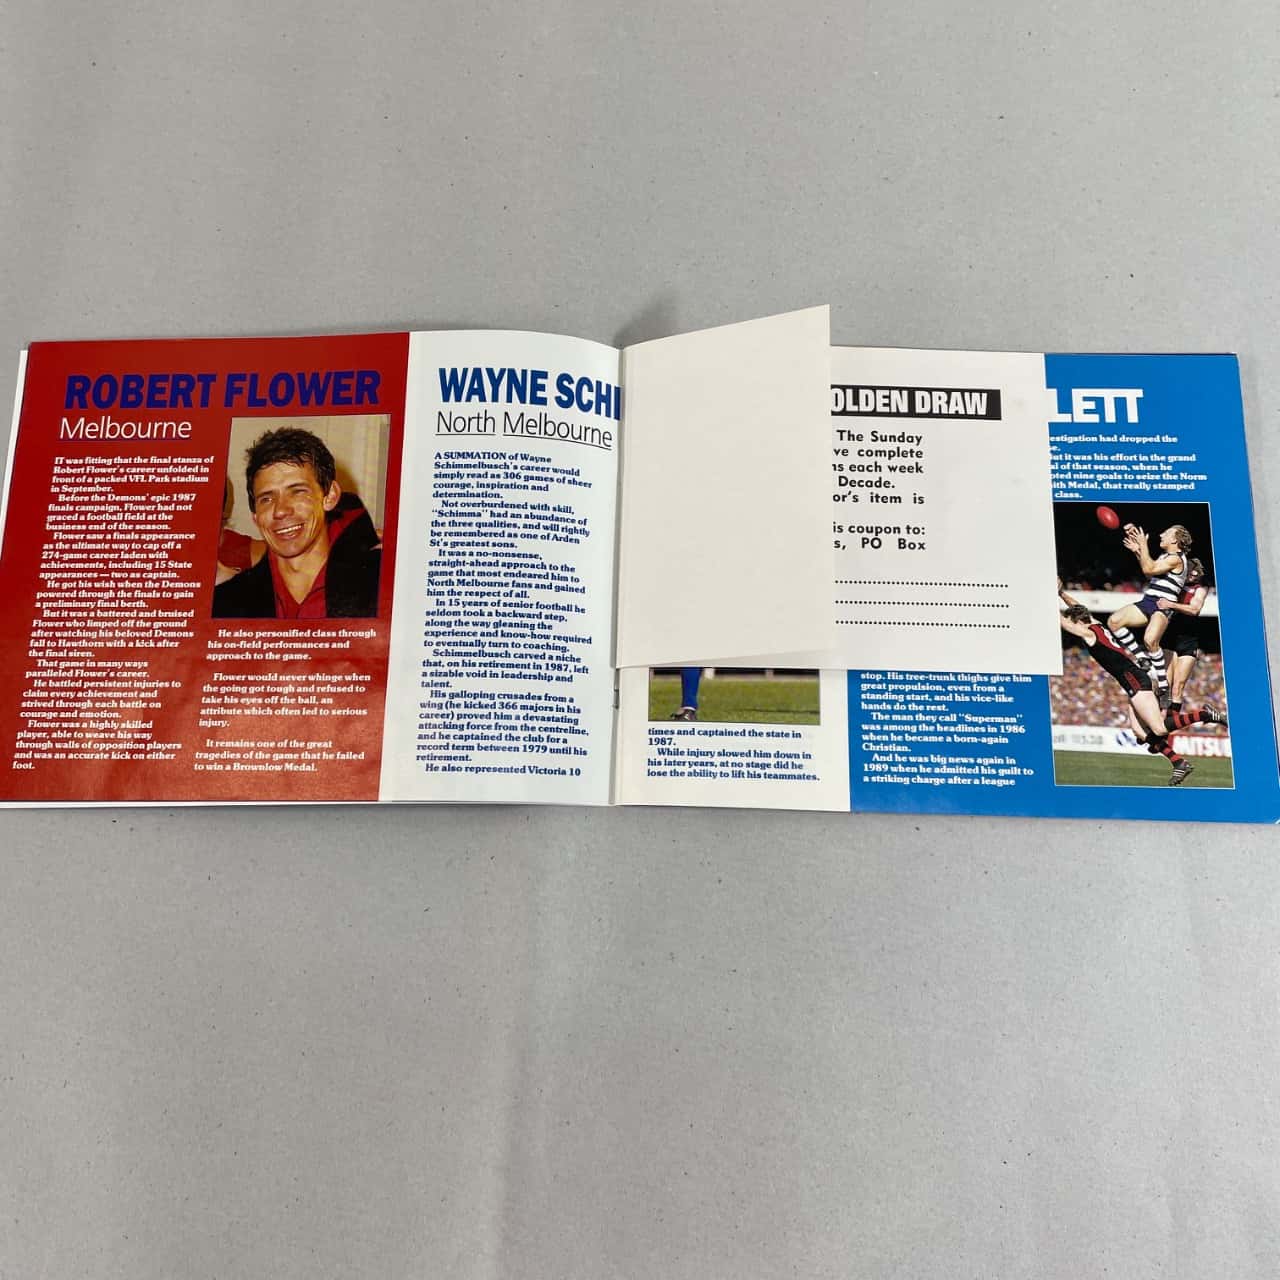 ROBERT FLOWER
Melbourne
IT was fitting that the final stanza of
Robert Flower's career unfolded in
front of a packed VFL Park stadium
in September.
Before the Demons' epic 1987
finals campaign, Flower had not
graced a football field at the
business end of the season.
Flower saw a finals appearance
as the ultimate way to cap off a
274-game career laden with
achievements, including 15 State
appearances — two as captain.
He got his wish when the Demons
powered through the finals to gain
a preliminary final berth.
But it was a battered and bruised
Flower who limped off the ground
after watching his beloved Demons
fall to Hawthorn with a kick after
the final siren.
That game in many ways
paralleled Flower's career.
He battled persistent injuries to
claim every achievement and
strived through each battle on
courage and emotion.
Flower was a highly skilled
player, able to weave his way
through walls of opposition players
and was an accurate kick on either
foot.
He also personified class through
his on-field performances and
approach to the game.
Flower would never whinge when
the going got tough and refused to
take his eyes off the ball, an
attribute which often led to serious
injury.
It remains one of the great
tragedies of the game that he failed
to win a Brownlow Medal.
WAYNE SCHI
North Melbourne
A SUMMATION of Wayne
Schimmelbusch's career would
simply read as 306 games of sheer
courage, inspiration and
determination.
Not overburdened with skill,
"Schimma" had an abundance of
the three qualities, and will rightly
be remembered as one of Arden
St's greatest sons.
It was a no-nonsense,
straight-ahead approach to the
game that most endeared him to
North Melbourne fans and gained
him the respect of all.
In 15 years of senior football he
seldom took a backward step,
along the way gleaning the
experience and know-how required
to eventually turn to coaching.
Schimmelbusch carved a niche
that, on his retirement in 1987, left
a sizable void in leadership and
talent.
His galloping crusades from a
wing (he kicked 366 majors in his
career) proved him a devastating
attacking force from the centreline,
and he captained the club for a
record term between 1979 until his
retirement.
He also represented Victoria 10
times and captained the state in
1987.
While injury slowed him down in
his later years, at no stage did he
lose the ability to lift his teammates.
OLDEN DRAW
The Sunday
ve complete
ns each week
Decade.
or's item is
is coupon to:
s, PO Box
LETT
vestigation had dropped the
e.
But it was his effort in the grand
al of that season, when he
oted nine goals to seize the Norm
ith Medal, that really stamped
class.
stop. His tree-trunk thighs give him
great propulsion, even from a
standing start, and his vice-like
hands do the rest.
The man they call "Superman"
was among the headlines in 1986
when he became a born-again
Christian.
And he was big news again in
1989 when he admitted his guilt to
a striking charge after a league
MITSU